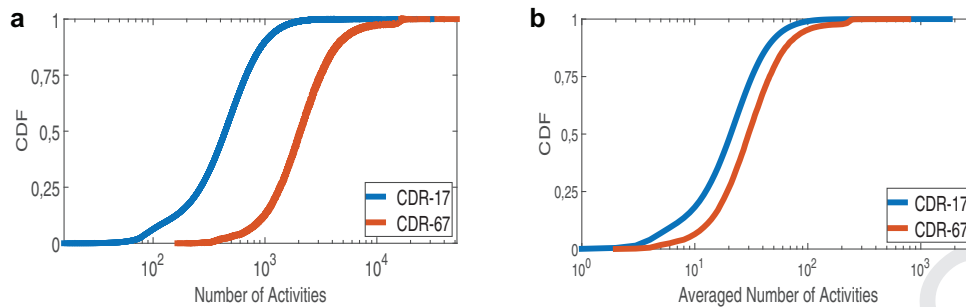 a
1
0,75
0,5
0,25
0
CDF
10^2
10^3
10^4
Number of Activities
CDR-17
CDR-67
b
1
0,75
0,5
0,25
0
CDF
10^0
10^1
10^2
10^3
Averaged Number of Activities
CDR-17
CDR-67